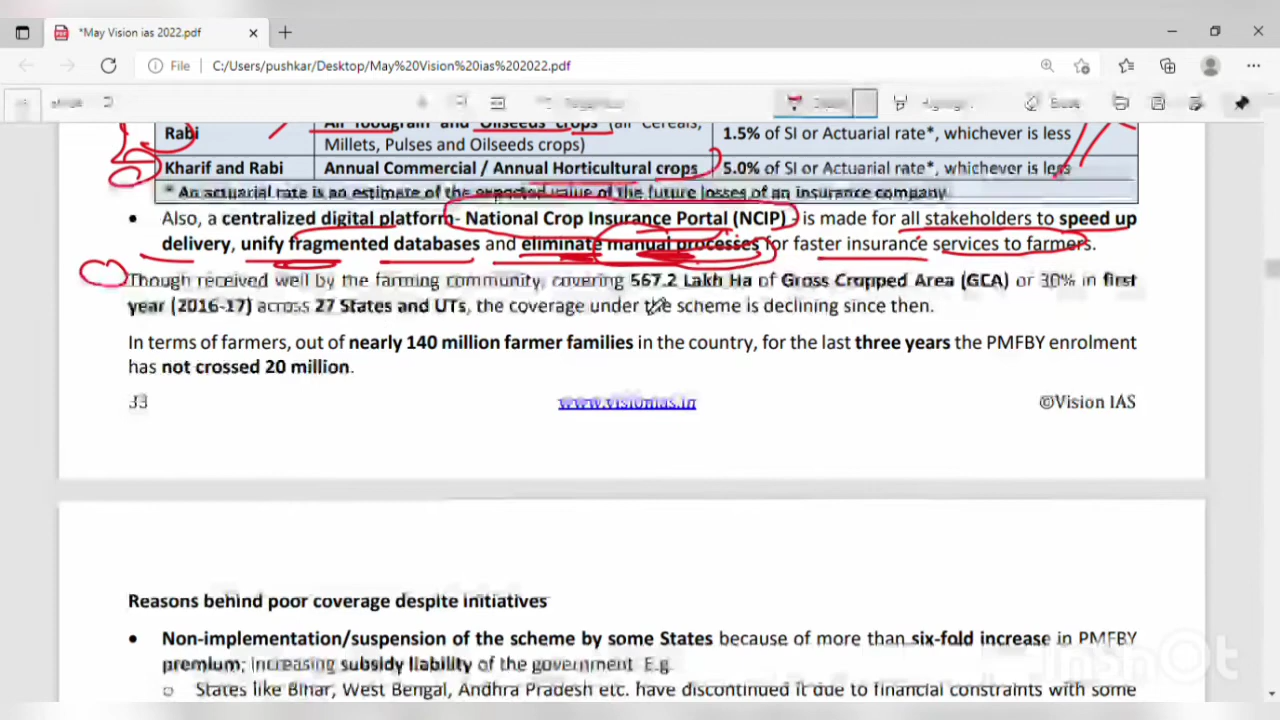 *May Vision ias 2022.pdf
File | C:/Users/pushkar/Desktop/May%20Vision%20ias%202022.pdf
Rabi
All foodgrain and Oilseeds crops (all Cereals,
Millets, Pulses and Oilseeds crops)
1.5% of SI or Actuarial rate*, whichever is less
Kharif and Rabi
Annual Commercial / Annual Horticultural crops
5.0% of SI or Actuarial rate*, whichever is less
* An actuarial rate is an estimate of the expected value of the future losses of an insurance company
• Also, a centralized digital platform- National Crop Insurance Portal (NCIP) - is made for all stakeholders to speed up
delivery, unify fragmented databases and eliminate manual processes for faster insurance services to farmers.
Though received well by the farming community, covering 567.2 Lakh Ha of Gross Cropped Area (GCA) or 30% in first
year (2016-17) across 27 States and UTs, the coverage under the scheme is declining since then.
In terms of farmers, out of nearly 140 million farmer families in the country, for the last three years the PMFBY enrolment
has not crossed 20 million.
33
www.visionias.in
©Vision IAS
Reasons behind poor coverage despite initiatives
• Non-implementation/suspension of the scheme by some States because of more than six-fold increase in PMFBY
premium; increasing subsidy liability of the government E.g.
o States like Bihar, West Bengal, Andhra Pradesh etc. have discontinued it due to financial constraints with some
InShOt